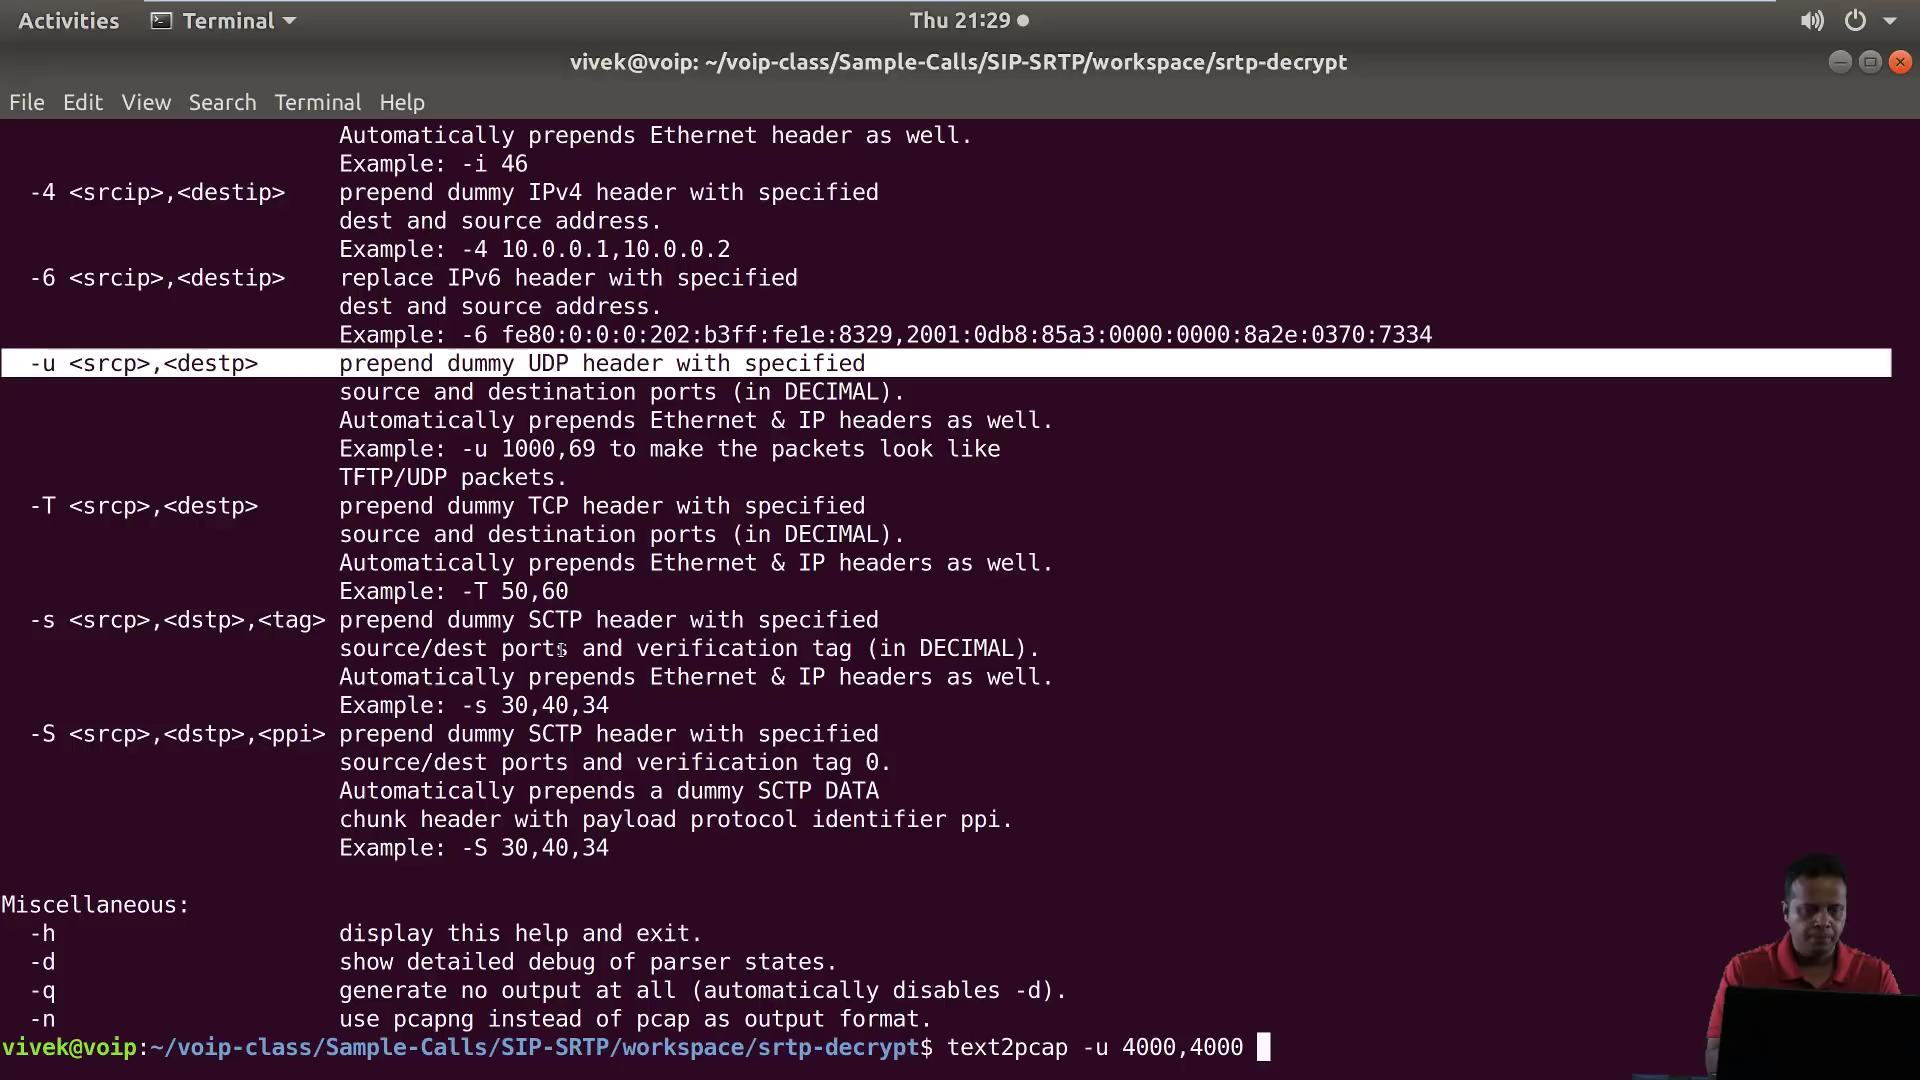 Activities Terminal Thu 21:29
vivek@voip: ~/voip-class/Sample-Calls/SIP-SRTP/workspace/srtp-decrypt
File Edit View Search Terminal Help
Automatically prepends Ethernet header as well.
Example: -i 46
-4 <srcip>,<destip> prepend dummy IPv4 header with specified
dest and source address.
Example: -4 10.0.0.1,10.0.0.2
-6 <srcip>,<destip> replace IPv6 header with specified
dest and source address.
Example: -6 fe80:0:0:0:202:b3ff:fe1e:8329,2001:0db8:85a3:0000:0000:8a2e:0370:7334
-u <srcp>,<destp> prepend dummy UDP header with specified
source and destination ports (in DECIMAL).
Automatically prepends Ethernet & IP headers as well.
Example: -u 1000,69 to make the packets look like
TFTP/UDP packets.
-T <srcp>,<destp> prepend dummy TCP header with specified
source and destination ports (in DECIMAL).
Automatically prepends Ethernet & IP headers as well.
Example: -T 50,60
-s <srcp>,<dstp>,<tag> prepend dummy SCTP header with specified
source/dest ports and verification tag (in DECIMAL).
Automatically prepends Ethernet & IP headers as well.
Example: -s 30,40,34
-S <srcp>,<dstp>,<ppi> prepend dummy SCTP header with specified
source/dest ports and verification tag 0.
Automatically prepends a dummy SCTP DATA
chunk header with payload protocol identifier ppi.
Example: -S 30,40,34
Miscellaneous:
-h display this help and exit.
-d show detailed debug of parser states.
-q generate no output at all (automatically disables -d).
-n use pcapng instead of pcap as output format.
vivek@voip:~/voip-class/Sample-Calls/SIP-SRTP/workspace/srtp-decrypt$ text2pcap -u 4000,4000